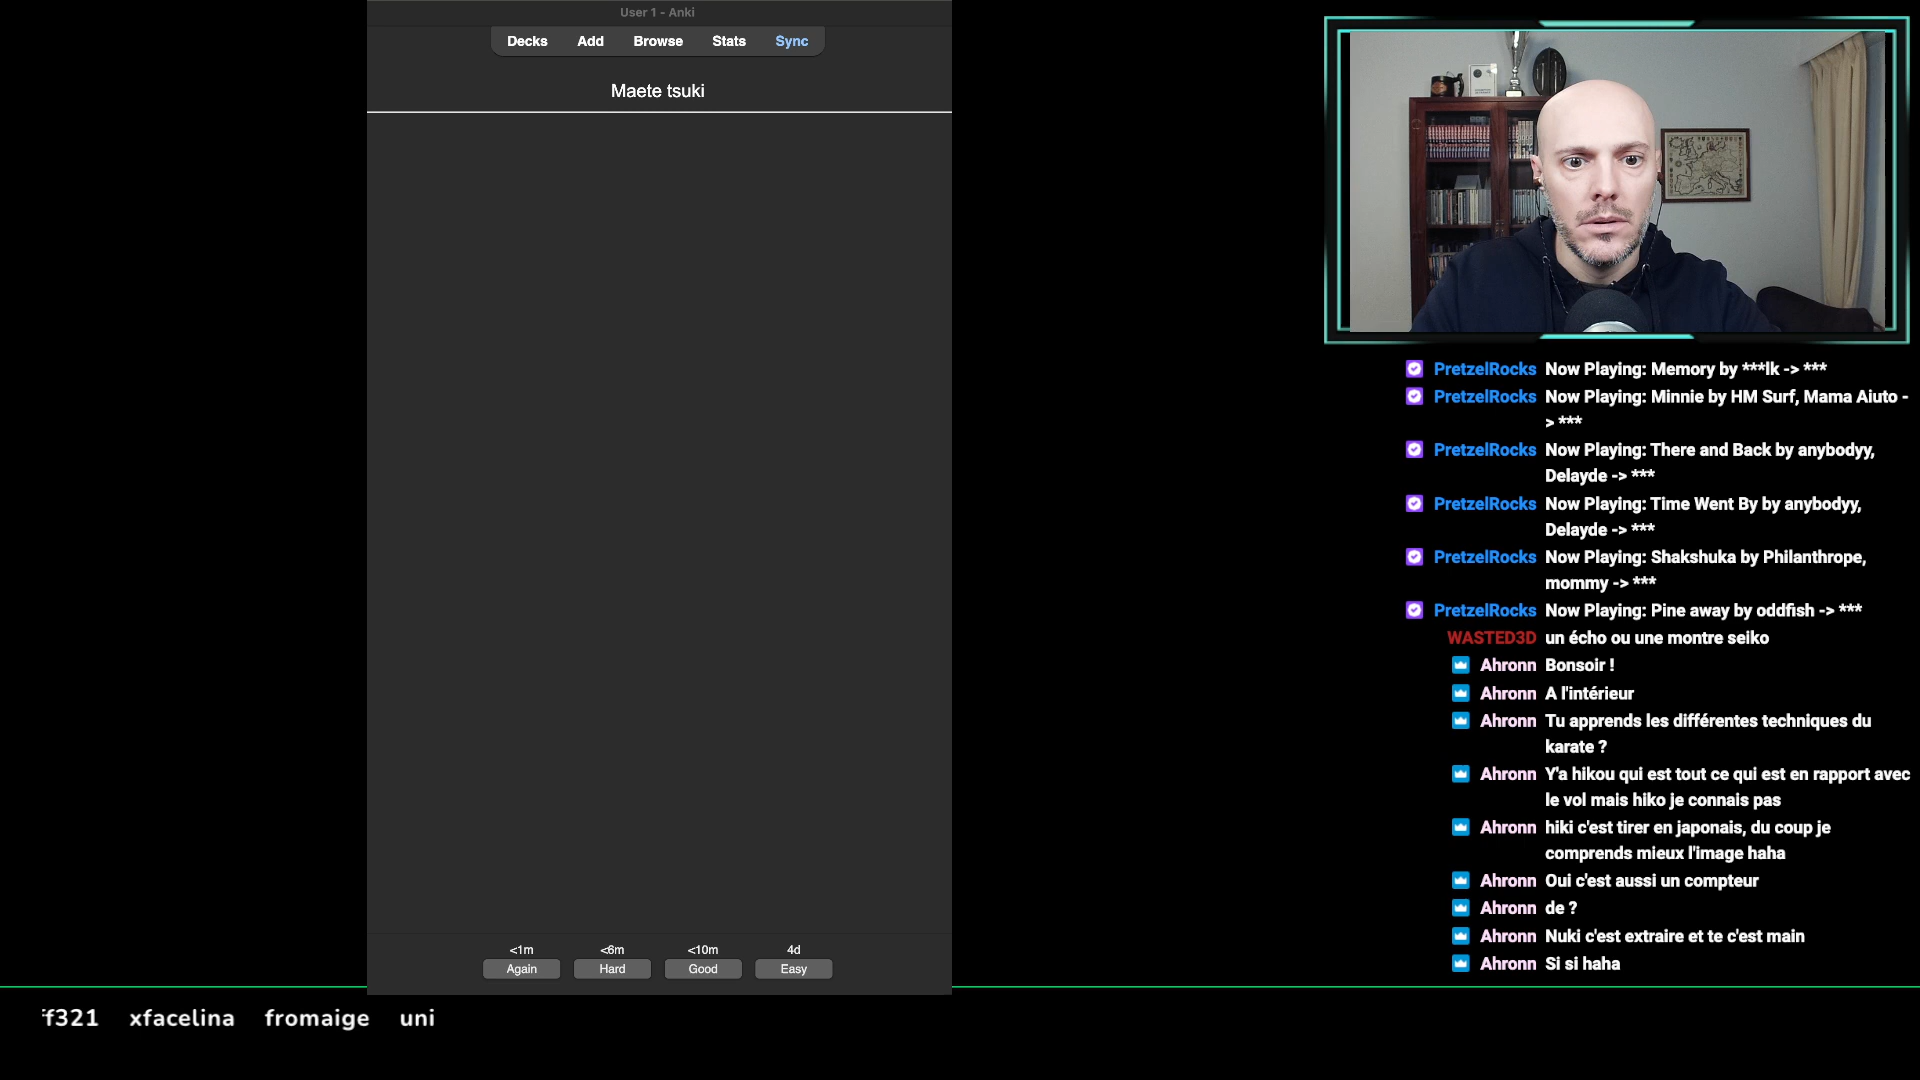 User 1 - Anki
Decks Add Browse Stats Sync
Maete tsuki
<1m <6m <10m 4d
Again Hard Good Easy
PretzelRocks Now Playing: Memory by ***lk -> ***
PretzelRocks Now Playing: Minnie by HM Surf, Mama Aiuto -
> ***
PretzelRocks Now Playing: There and Back by anybodyy,
Delayde -> ***
PretzelRocks Now Playing: Time Went By by anybodyy,
Delayde -> ***
PretzelRocks Now Playing: Shakshuka by Philanthrope,
mommy -> ***
PretzelRocks Now Playing: Pine away by oddfish -> ***
WASTED3D un écho ou une montre seiko
Ahronn Bonsoir !
Ahronn A l'intérieur
Ahronn Tu apprends les différentes techniques du
karate ?
Ahronn Y'a hikou qui est tout ce qui est en rapport avec
le vol mais hiko je connais pas
Ahronn hiki c'est tirer en japonais, du coup je
comprends mieux l'image haha
Ahronn Oui c'est aussi un compteur
Ahronn de ?
Ahronn Nuki c'est extraire et te c'est main
Ahronn Si si haha
f321 xfacelina fromaige uni